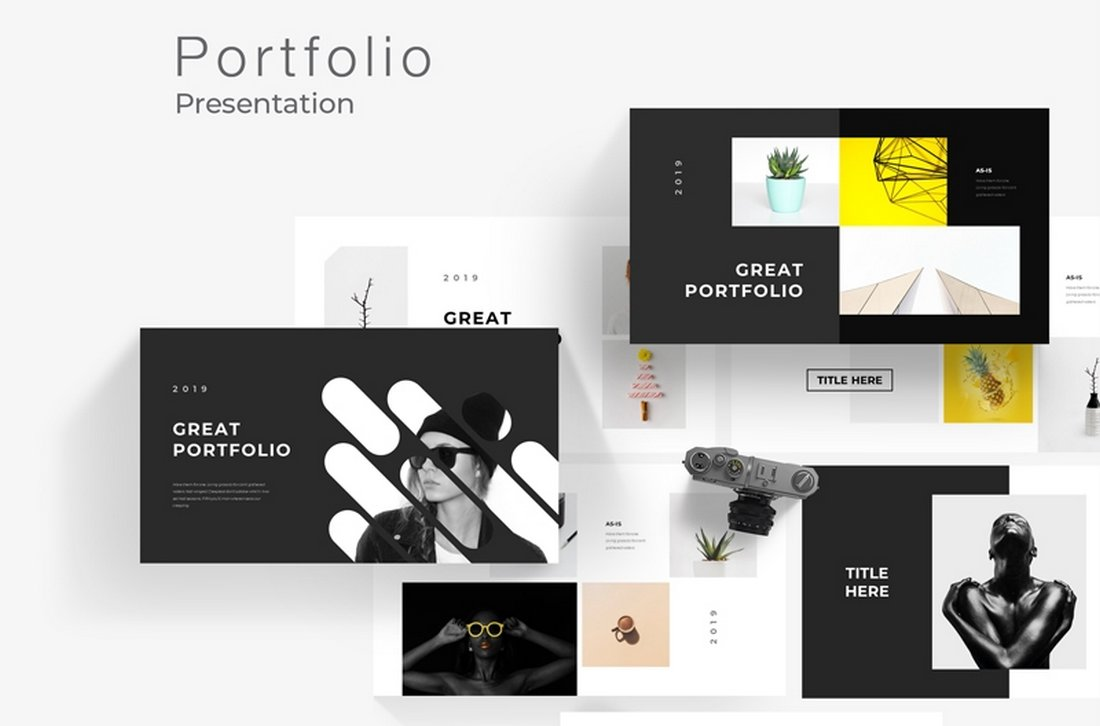 Portfolio
Presentation
2019
GREAT
PORTFOLIO
AS-IS
2019
GREAT
AS-IS
TITLE HERE
2019
GREAT
PORTFOLIO
AS-IS
2019
TITLE
HERE